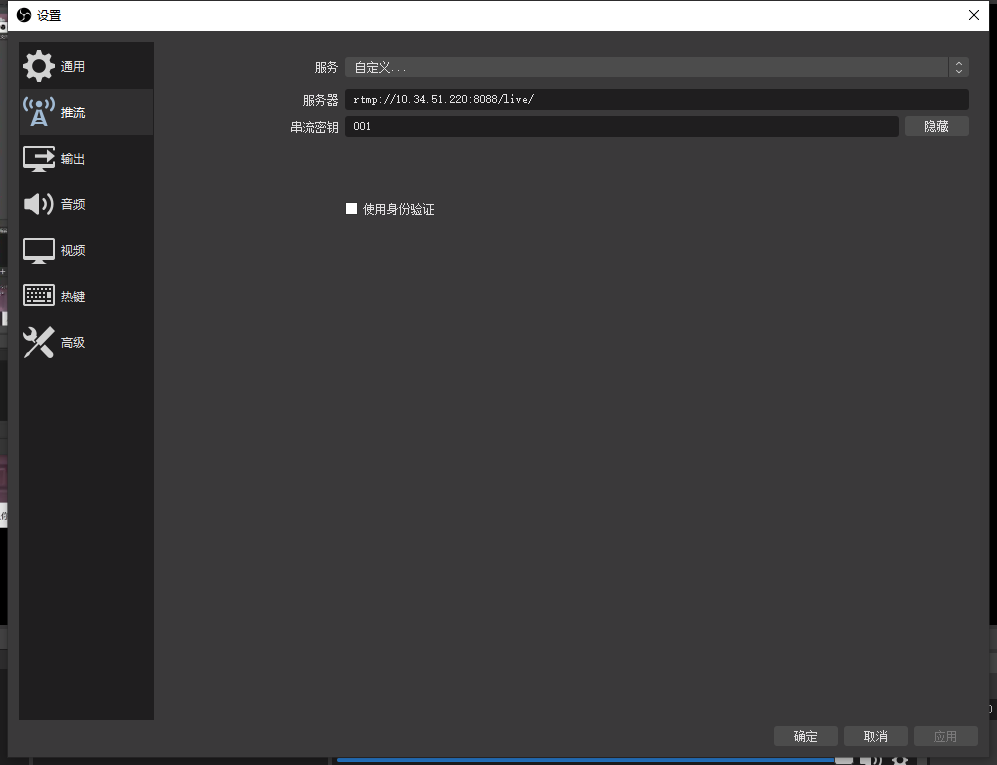 设置
通用
推流
输出
音频
视频
热键
高级
服务 自定义...
服务器 rtmp://10.34.51.220:8088/live/
串流密钥 001 隐藏
使用身份验证
确定 取消 应用